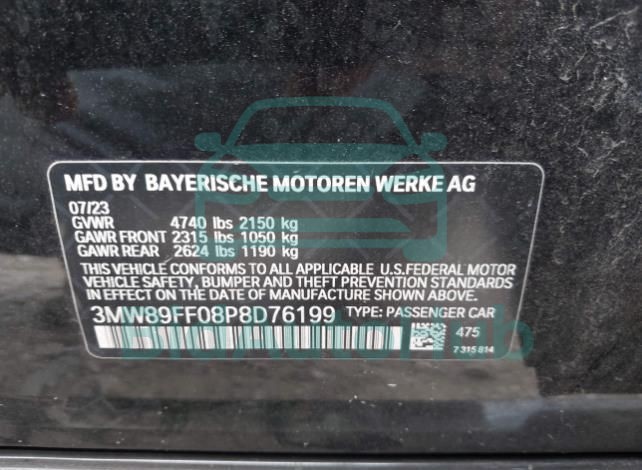 MFD BY BAYERISCHE MOTOREN WERKE AG
07/23
GVWR 4740 lbs 2150 kg
GAWR FRONT 2315 lbs 1050 kg
GAWR REAR 2624 lbs 1190 kg
THIS VEHICLE CONFORMS TO ALL APPLICABLE U.S.FEDERAL MOTOR
VEHICLE SAFETY, BUMPER, AND THEFT PREVENTION STANDARDS
IN EFFECT ON THE DATE OF MANUFACTURE SHOWN ABOVE.
3MW89FF08P8D76199 TYPE: PASSENGER CAR
475
7 315 814